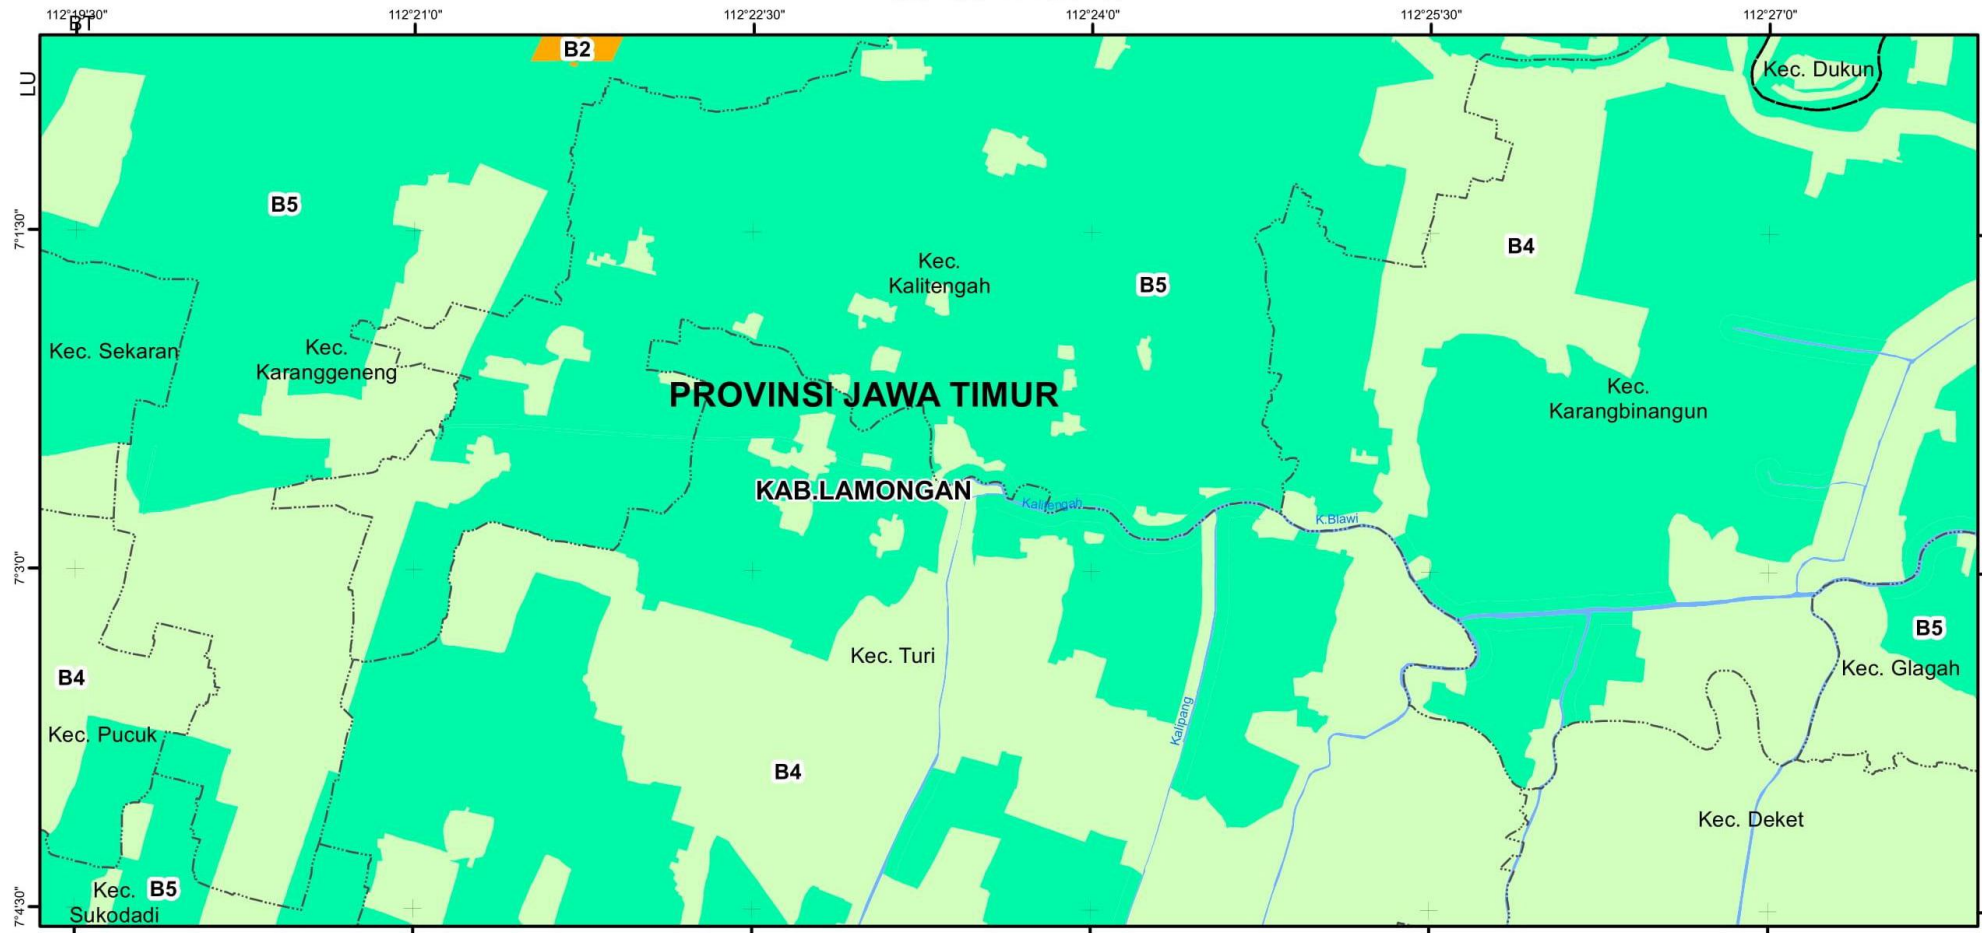 112°19'30"
112°21'0"
112°22'30"
112°24'0"
112°25'30"
112°27'0"
BT
LU
B2
Kec. Dukun
B5
7°1'30"
B4
Kec.
Kalitengah
B5
Kec. Sekaran
Kec.
Karanggeneng
PROVINSI JAWA TIMUR
Kec.
Karangbinangun
KAB.LAMONGAN
Kalitengah
K.Blawi
7°3'0"
B5
Kec. Turi
Kec. Glagah
B4
Kec. Pucuk
Kalipang
B4
Kec. Deket
Kec.
Sukodadi
B5
7°4'30"